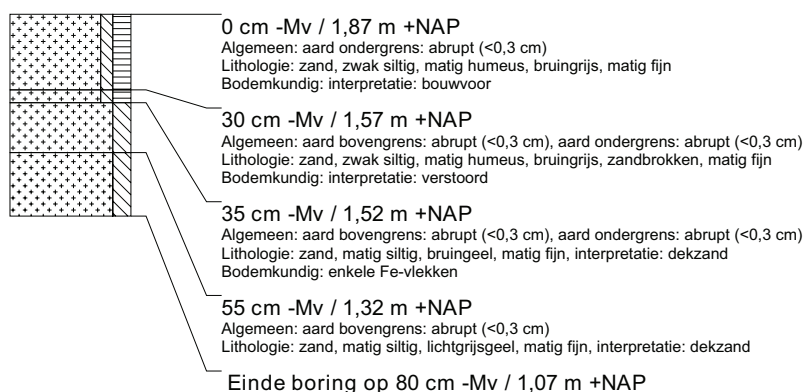 0 cm -Mv / 1,87 m +NAP
Algemeen: aard ondergrens: abrupt (<0,3 cm)
Lithologie: zand, zwak siltig, matig humeus, bruingrijs, matig fijn
Bodemkundig: interpretatie: bouwvoor
30 cm -Mv / 1,57 m +NAP
Algemeen: aard bovengrens: abrupt (<0,3 cm), aard ondergrens: abrupt (<0,3 cm)
Lithologie: zand, zwak siltig, matig humeus, bruingrijs, zandbrokken, matig fijn
Bodemkundig: interpretatie: verstoord
35 cm -Mv / 1,52 m +NAP
Algemeen: aard bovengrens: abrupt (<0,3 cm), aard ondergrens: abrupt (<0,3 cm)
Lithologie: zand, matig siltig, bruingeel, matig fijn, interpretatie: dekzand
Bodemkundig: enkele Fe-vlekken
55 cm -Mv / 1,32 m +NAP
Algemeen: aard bovengrens: abrupt (<0,3 cm)
Lithologie: zand, matig siltig, lichtgrijsgeel, matig fijn, interpretatie: dekzand
Einde boring op 80 cm -Mv / 1,07 m +NAP